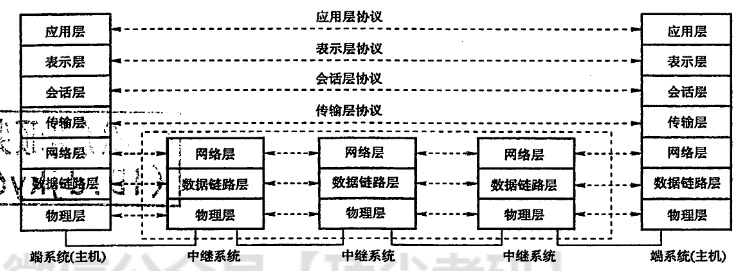 应用层 应用层协议 应用层
表示层 表示层协议 表示层
会话层 会话层协议 会话层
传输层 传输层协议 传输层
网络层 网络层 网络层 网络层 网络层
数据链路层 数据链路层 数据链路层 数据链路层 数据链路层
物理层 物理层 物理层 物理层 物理层
端系统(主机) 中继系统 中继系统 中继系统 端系统(主机)